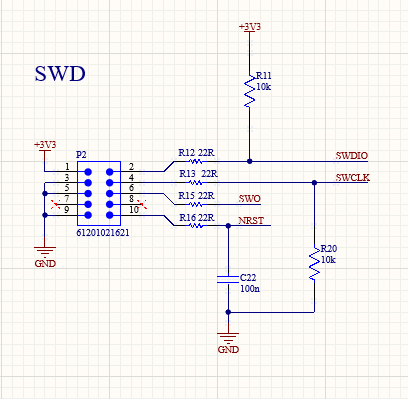 +3V3
SWD
R11
10k
+3V3
P2
R12 22R
SWDIO
1 2
R13 22R
SWCLK
3 4
5 6
R15 22R
SWO
7 8
9 10
R16 22R
NRST
61201021621
GND
R20
10k
C22
100n
GND